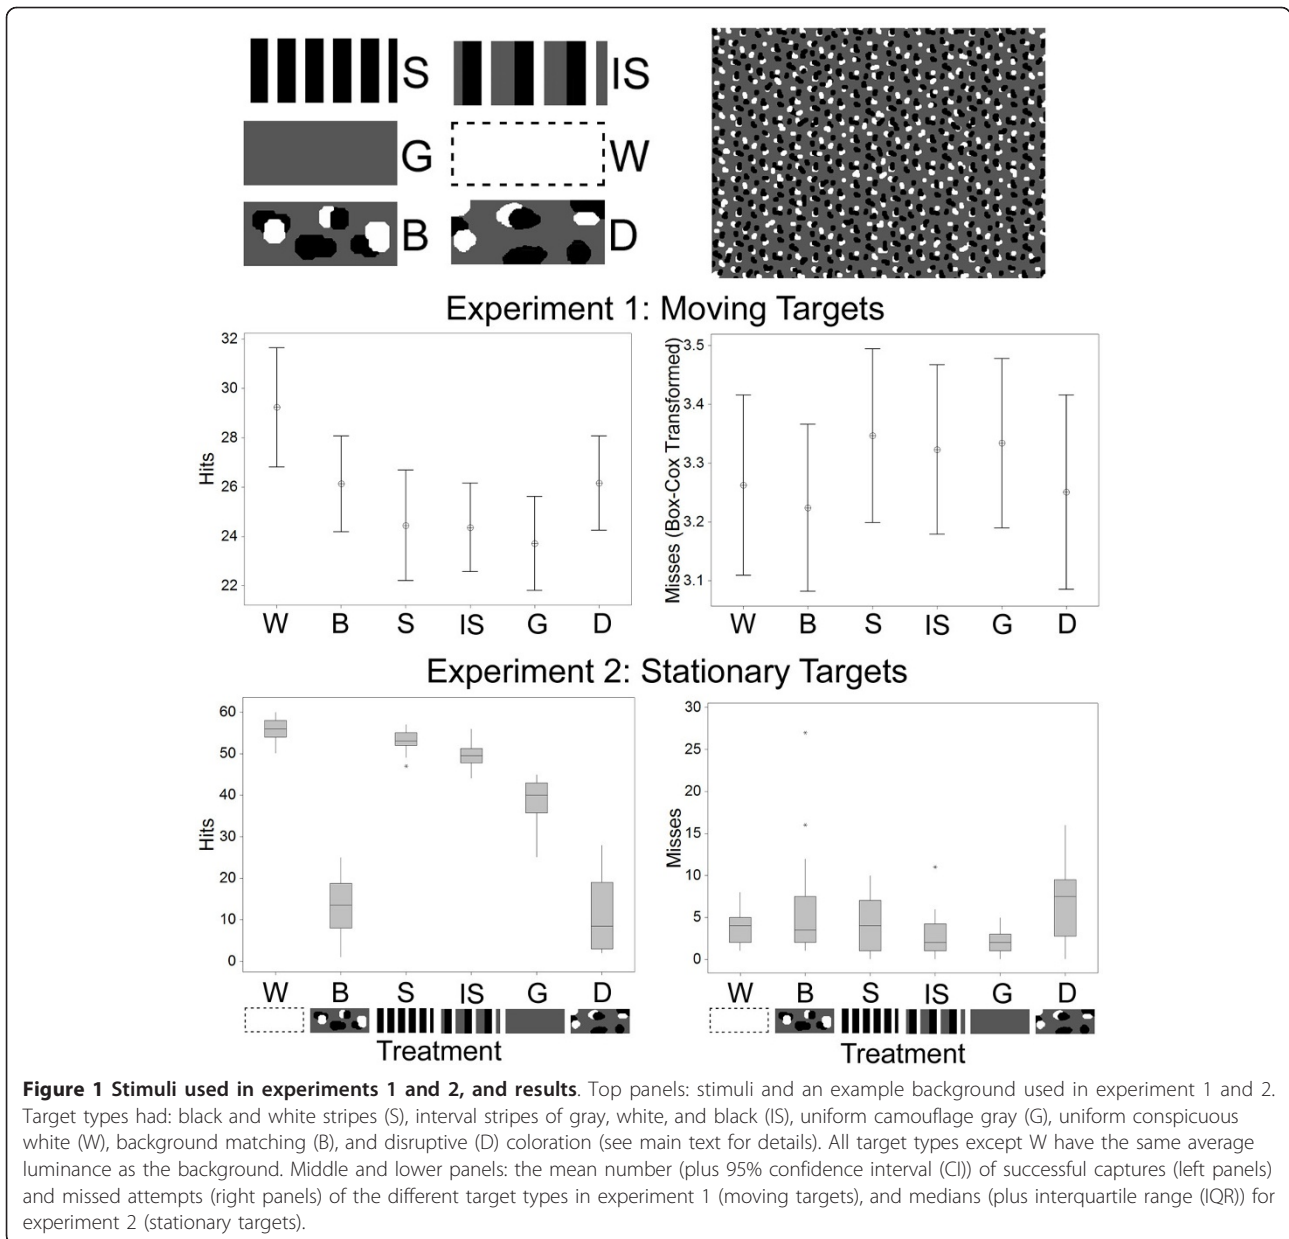 S
IS
G
W
B
D
Experiment 1: Moving Targets
32
30
28
26
24
22
Hits
W B S IS G D
3.5
3.4
3.3
3.2
3.1
Misses (Box-Cox Transformed)
W B S IS G D
Experiment 2: Stationary Targets
60
50
40
30
20
10
0
Hits
W B S IS G D
Treatment
30
25
20
15
10
5
0
Misses
W B S IS G D
Treatment
Figure 1 Stimuli used in experiments 1 and 2, and results. Top panels: stimuli and an example background used in experiment 1 and 2.
Target types had: black and white stripes (S), interval stripes of gray, white, and black (IS), uniform camouflage gray (G), uniform conspicuous
white (W), background matching (B), and disruptive (D) coloration (see main text for details). All target types except W have the same average
luminance as the background. Middle and lower panels: the mean number (plus 95% confidence interval (CI)) of successful captures (left panels)
and missed attempts (right panels) of the different target types in experiment 1 (moving targets), and medians (plus interquartile range (IQR)) for
experiment 2 (stationary targets).